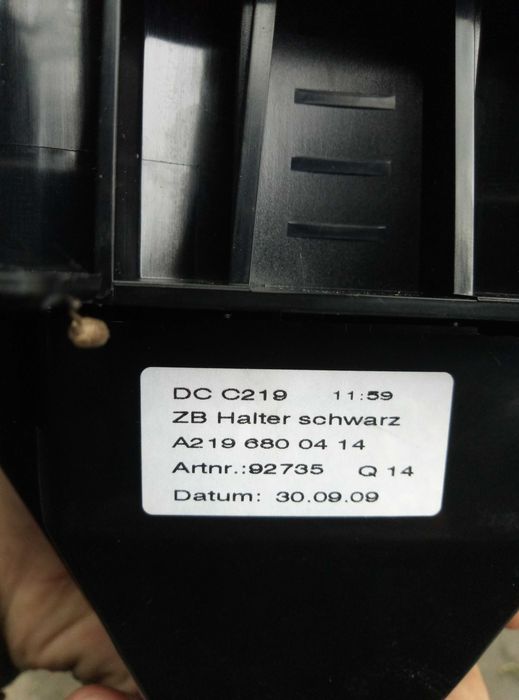 DC C219 11:59
ZB Halter schwarz
A219 680 04 14
Artnr.:92735 Q 14
Datum: 30.09.09